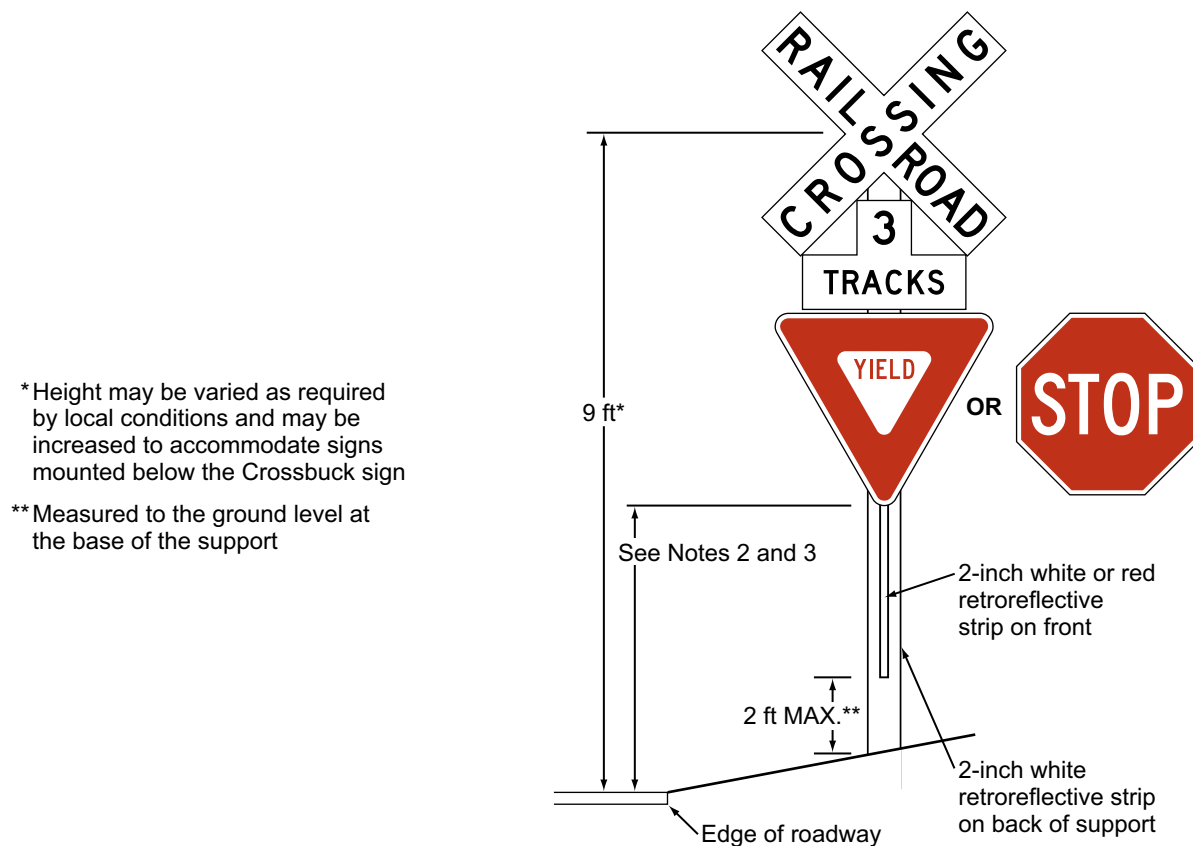 RAILROAD
CROSSING
3
TRACKS
YIELD
OR
STOP
9 ft*
* Height may be varied as required
by local conditions and may be
increased to accommodate signs
mounted below the Crossbuck sign
** Measured to the ground level at
the base of the support
See Notes 2 and 3
2-inch white or red
retroreflective
strip on front
2 ft MAX.**
2-inch white
retroreflective strip
on back of support
Edge of roadway